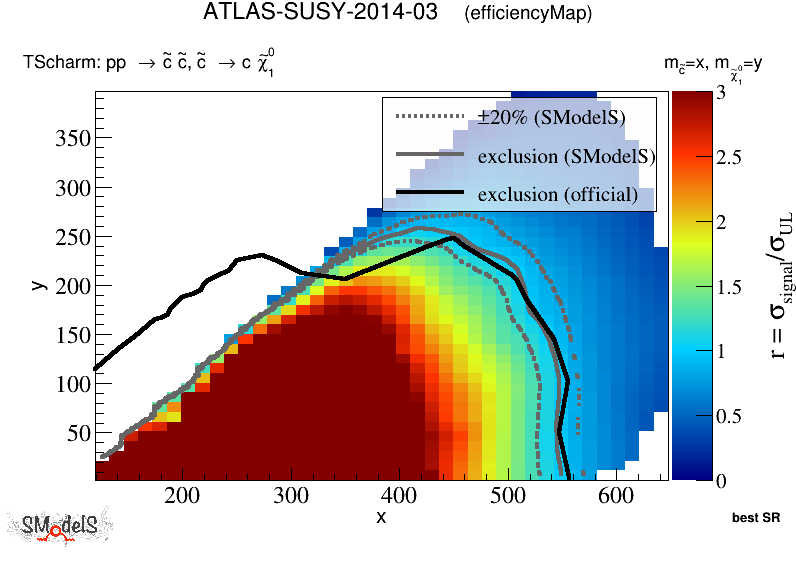 ATLAS-SUSY-2014-03 (efficiencyMap)
TScharm: pp → c̃ c̃, c̃ → c χ̃₁⁰ m_c̃=x, m_χ̃₁⁰=y
±20% (SModelS)
exclusion (SModelS)
exclusion (official)
350
300
250
200
150
100
50
y
200 300 400 500 600
x
3
2.5
2
1.5
1
0.5
0
r = σ_signal/σ_UL
SModelS
best SR